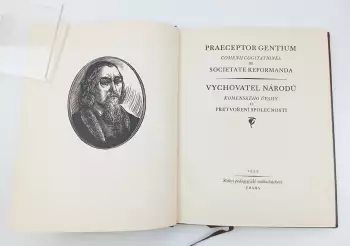 PRAECEPTOR GENTIUM
COMENII COGITATIONES
DE
SOCIETATE REFORMANDA
VYCHOVATEL NÁRODŮ
KOMENSKÉHO ÚVAHY
O
PŘETVOŘENÍ SPOLEČNOSTI
Státní pedagogické nakladatelství
PRAHA